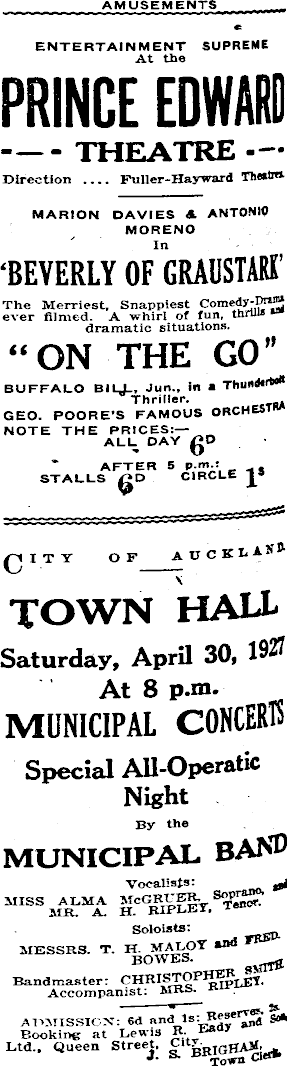 AMUSEMENTS
ENTERTAINMENT SUPREME
At the
PRINCE EDWARD
--- THEATRE ---
Direction .... Fuller-Hayward Theatres
MARION DAVIES & ANTONIO
MORENO
In
'BEVERLY OF GRAUSTARK'
The Merriest, Snappiest Comedy-Drama
ever filmed. A whirl of fun, thrills and
dramatic situations.
"ON THE GO"
BUFFALO BILL, Jun., in a Thunderbolt
Thriller.
GEO. POORE'S FAMOUS ORCHESTRA
NOTE THE PRICES:—
ALL DAY 6D
AFTER 5 p.m.:
STALLS 6D CIRCLE 1s
CITY OF AUCKLAND.
TOWN HALL
Saturday, April 30, 1927
At 8 p.m.
MUNICIPAL CONCERTS
Special All-Operatic
Night
By the
MUNICIPAL BAND
Vocalists:
MISS ALMA McGRUER, Soprano, and
MR. A. H. RIPLEY, Tenor.
Soloists:
MESSRS. T. H. MALOY and FRED.
BOWES.
Bandmaster: CHRISTOPHER SMITH
Accompanist: MRS. RIPLEY.
ADMISSION: 6d and 1s: Reserves, 2s.
Booking at Lewis R. Eady and Son,
Ltd., Queen Street, City.
J. S. BRIGHAM,
Town Clerk.